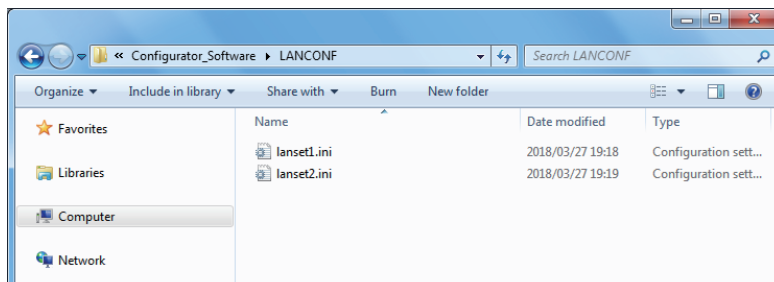 « Configurator_Software ▸ LANCONF
Search LANCONF
Organize Include in library Share with Burn New folder
Favorites
Libraries
Computer
Network
Name Date modified Type
lanset1.ini 2018/03/27 19:18 Configuration sett...
lanset2.ini 2018/03/27 19:19 Configuration sett...